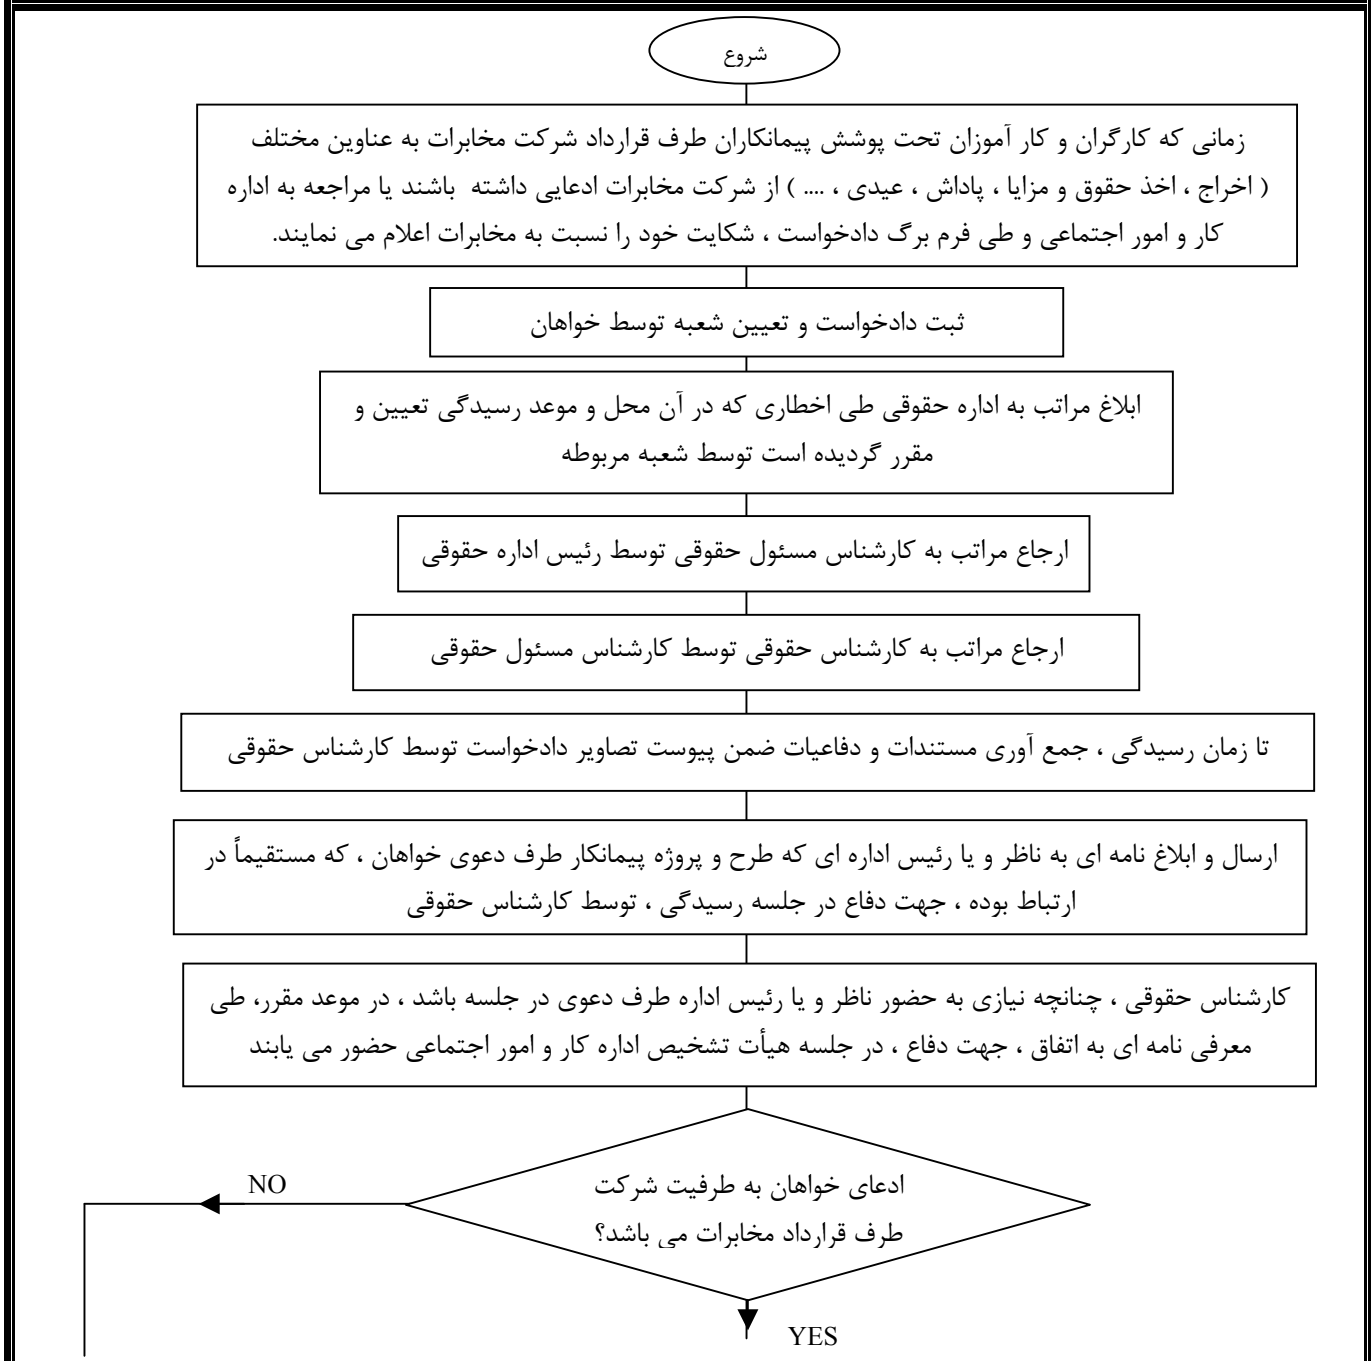 شروع
زمانی که کارگران و کار آموزان تحت پوشش پیمانکاران طرف قرارداد شرکت مخابرات به عناوین مختلف
( اخراج ، اخذ حقوق و مزایا ، پاداش ، عیدی ، .... ) از شرکت مخابرات ادعایی داشته باشند یا مراجعه به اداره
کار و امور اجتماعی و طی فرم برگ دادخواست ، شکایت خود را نسبت به مخابرات اعلام می نمایند.
ثبت دادخواست و تعیین شعبه توسط خواهان
ابلاغ مراتب به اداره حقوقی طی اخطاری که در آن محل و موعد رسیدگی تعیین و
مقرر گردیده است توسط شعبه مربوطه
ارجاع مراتب به کارشناس مسئول حقوقی توسط رئیس اداره حقوقی
ارجاع مراتب به کارشناس حقوقی توسط کارشناس مسئول حقوقی
تا زمان رسیدگی ، جمع آوری مستندات و دفاعیات ضمن پیوست تصاویر دادخواست توسط کارشناس حقوقی
ارسال و ابلاغ نامه ای به ناظر و یا رئیس اداره ای که طرح و پروژه پیمانکار طرف دعوی خواهان ، که مستقیماً در
ارتباط بوده ، جهت دفاع در جلسه رسیدگی ، توسط کارشناس حقوقی
کارشناس حقوقی ، چنانچه نیازی به حضور ناظر و یا رئیس اداره طرف دعوی در جلسه باشد ، در موعد مقرر، طی
معرفی نامه ای به اتفاق ، جهت دفاع ، در جلسه هیأت تشخیص اداره کار و امور اجتماعی حضور می یابند
ادعای خواهان به طرفیت شرکت
طرف قرارداد مخابرات می باشد؟
NO
YES